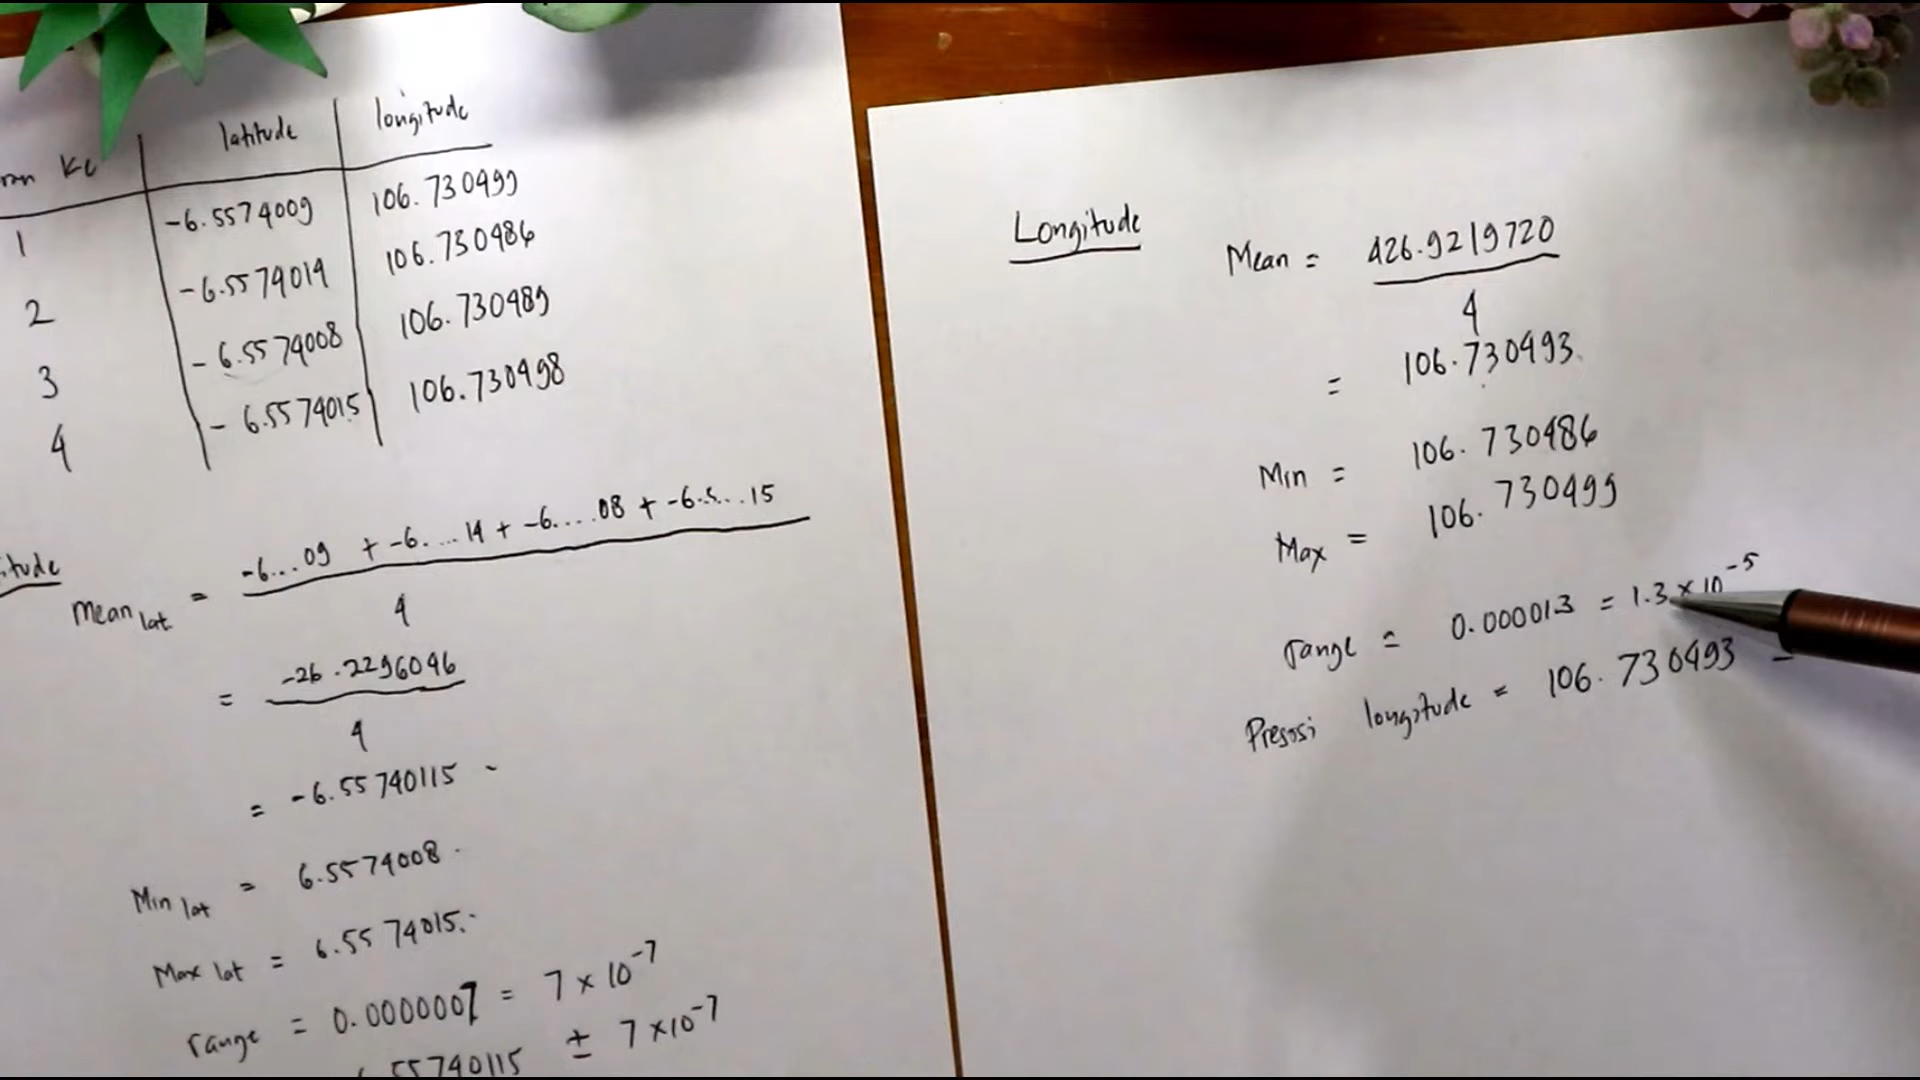 Ke | latitude | longitude
1 | -6.5574009 | 106.730499
2 | -6.5574014 | 106.730486
3 | -6.5574008 | 106.730489
4 | -6.5574015 | 106.730498
Mean lat = -6...09 + -6....14 + -6....08 + -6.5...15
4
= -26.2296046
4
= -6.55740115
Min lat = 6.5574008
Max lat = 6.5574015
range = 0.0000007 = 7 x 10^-7
55740115 ± 7 x 10^-7
Longitude
Mean = 426.9219720
4
= 106.730493
Min = 106.730486
Max = 106.730499
range = 0.000013 = 1.3 x 10^-5
Presosi longitude = 106.730493